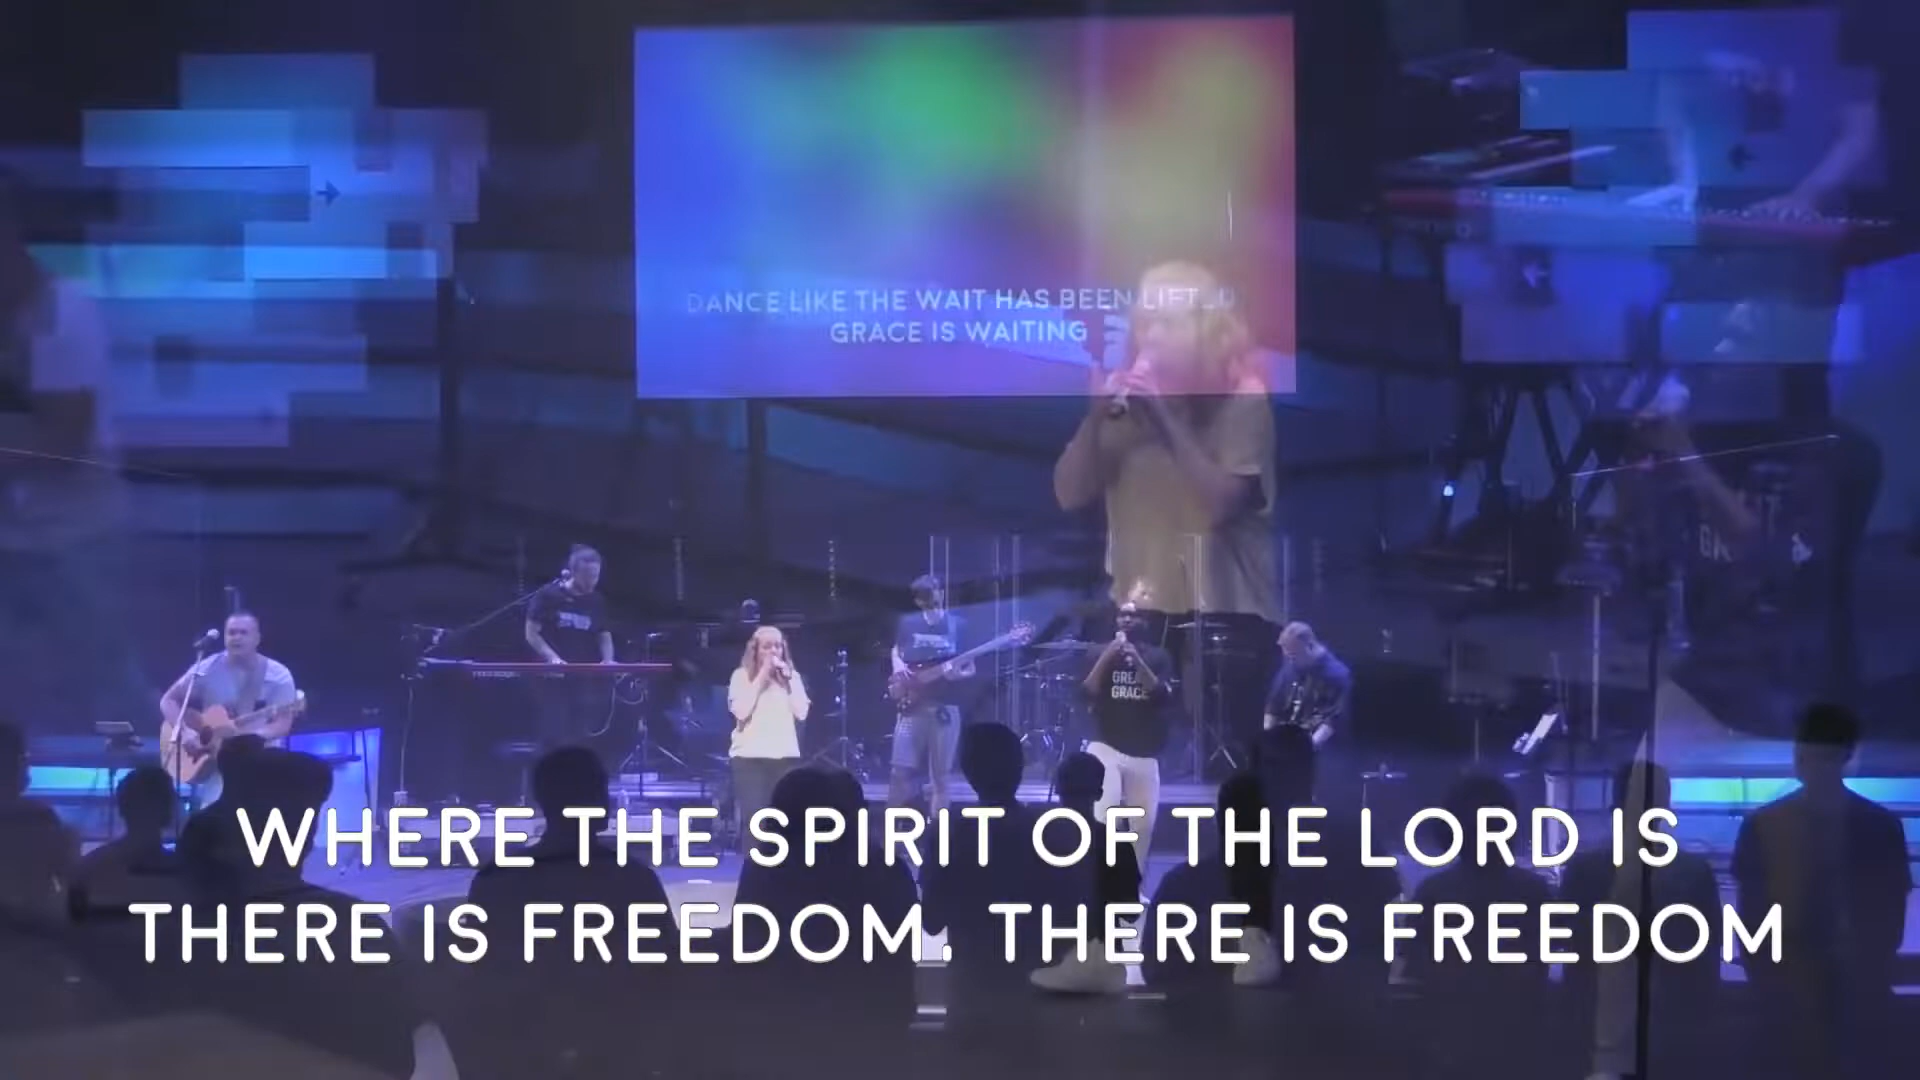 DANCE LIKE THE WAIT HAS BEEN LIFTED
GRACE IS WAITING
GREAT
GRACE
WHERE THE SPIRIT OF THE LORD IS
THERE IS FREEDOM. THERE IS FREEDOM